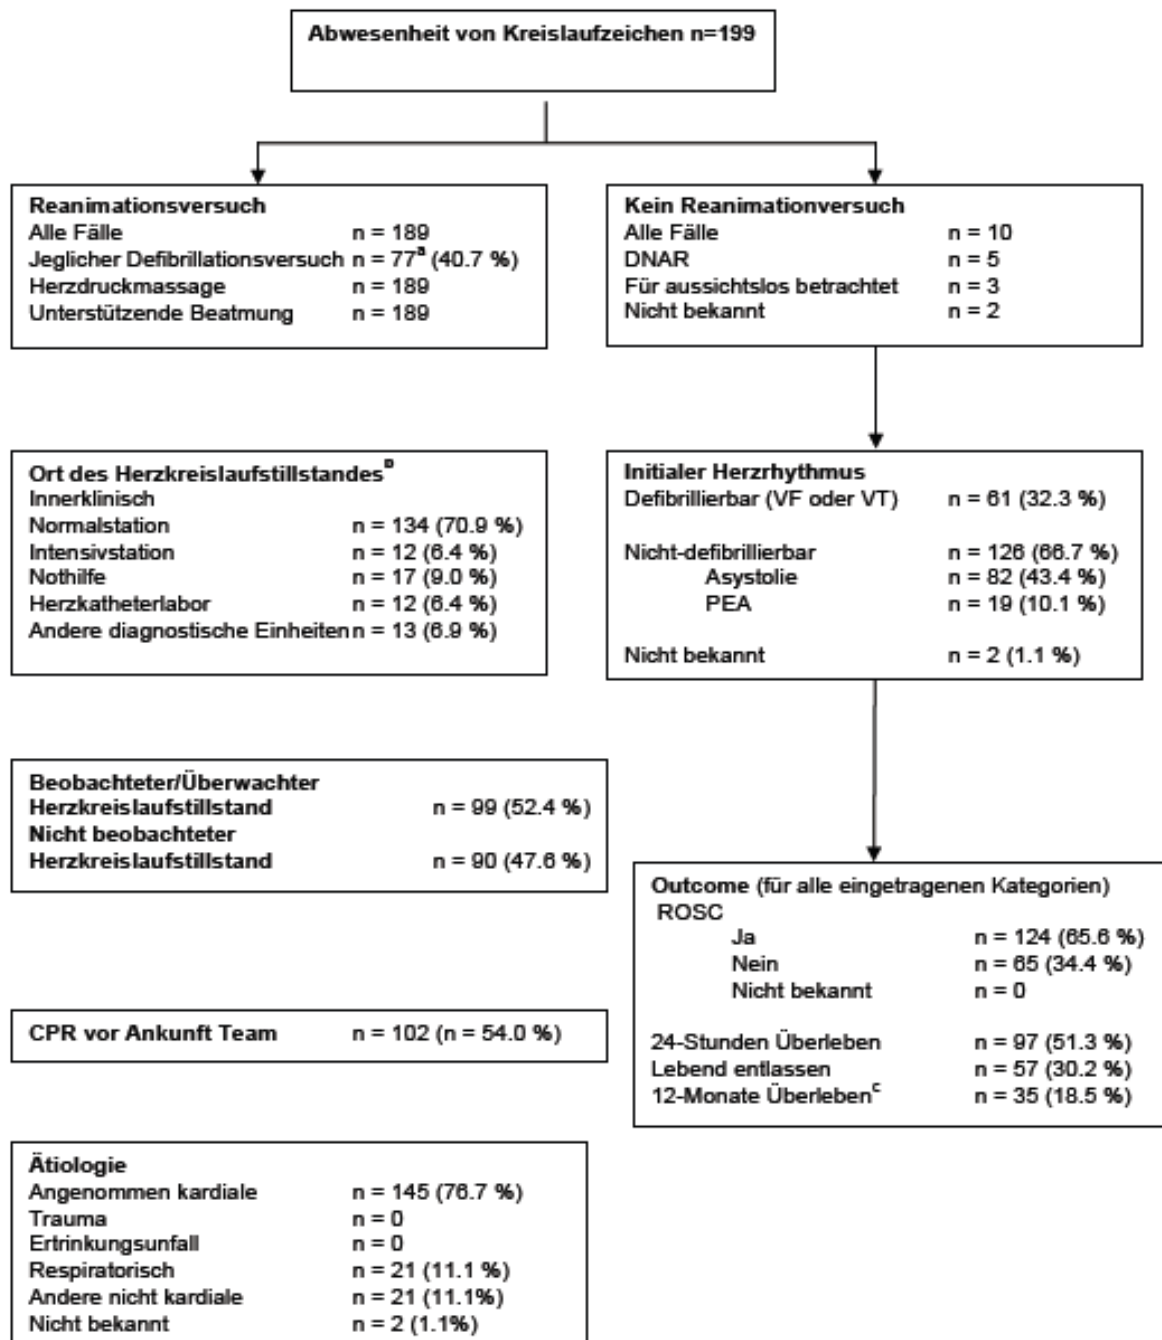 Abwesenheit von Kreislaufzeichen n=199
Reanimationsversuch
Alle Fälle n = 189
Jeglicher Defibrillationsversuch n = 77ª (40.7 %)
Herzdruckmassage n = 189
Unterstützende Beatmung n = 189
Kein Reanimationversuch
Alle Fälle n = 10
DNAR n = 5
Für aussichtslos betrachtet n = 3
Nicht bekannt n = 2
Ort des Herzkreislaufstillstandes
Innerklinisch
Normalstation n = 134 (70.9 %)
Intensivstation n = 12 (6.4 %)
Nothilfe n = 17 (9.0 %)
Herzkatheterlabor n = 12 (6.4 %)
Andere diagnostische Einheiten n = 13 (6.9 %)
Initialer Herzrhythmus
Defibrillierbar (VF oder VT) n = 61 (32.3 %)
Nicht-defibrillierbar n = 126 (66.7 %)
Asystolie n = 82 (43.4 %)
PEA n = 19 (10.1 %)
Nicht bekannt n = 2 (1.1 %)
Beobachteter/Überwachter
Herzkreislaufstillstand n = 99 (52.4 %)
Nicht beobachteter
Herzkreislaufstillstand n = 90 (47.6 %)
Outcome (für alle eingetragenen Kategorien)
ROSC
Ja n = 124 (65.6 %)
Nein n = 65 (34.4 %)
Nicht bekannt n = 0
24-Stunden Überleben n = 97 (51.3 %)
Lebend entlassen n = 57 (30.2 %)
12-Monate Überlebenᶜ n = 35 (18.5 %)
CPR vor Ankunft Team n = 102 (n = 54.0 %)
Ätiologie
Angenommen kardiale n = 145 (76.7 %)
Trauma n = 0
Ertrinkungsunfall n = 0
Respiratorisch n = 21 (11.1 %)
Andere nicht kardiale n = 21 (11.1%)
Nicht bekannt n = 2 (1.1%)